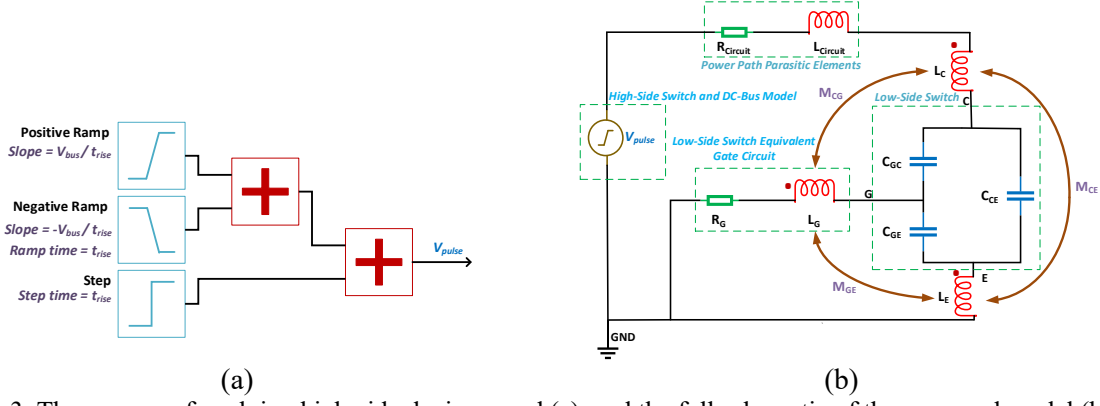 Positive Ramp
Slope = Vbus / trise
Negative Ramp
Slope = -Vbus / trise
Ramp time = trise
Step
Step time = trise
Vpulse
(a)
RCircuit
LCircuit
Power Path Parasitic Elements
High-Side Switch and DC-Bus Model
Vpulse
Low-Side Switch Equivalent
Gate Circuit
RG
LG
G
MCG
MGE
LC
C
Low-Side Switch
CGC
CCE
CGE
MCE
E
LE
GND
(b)